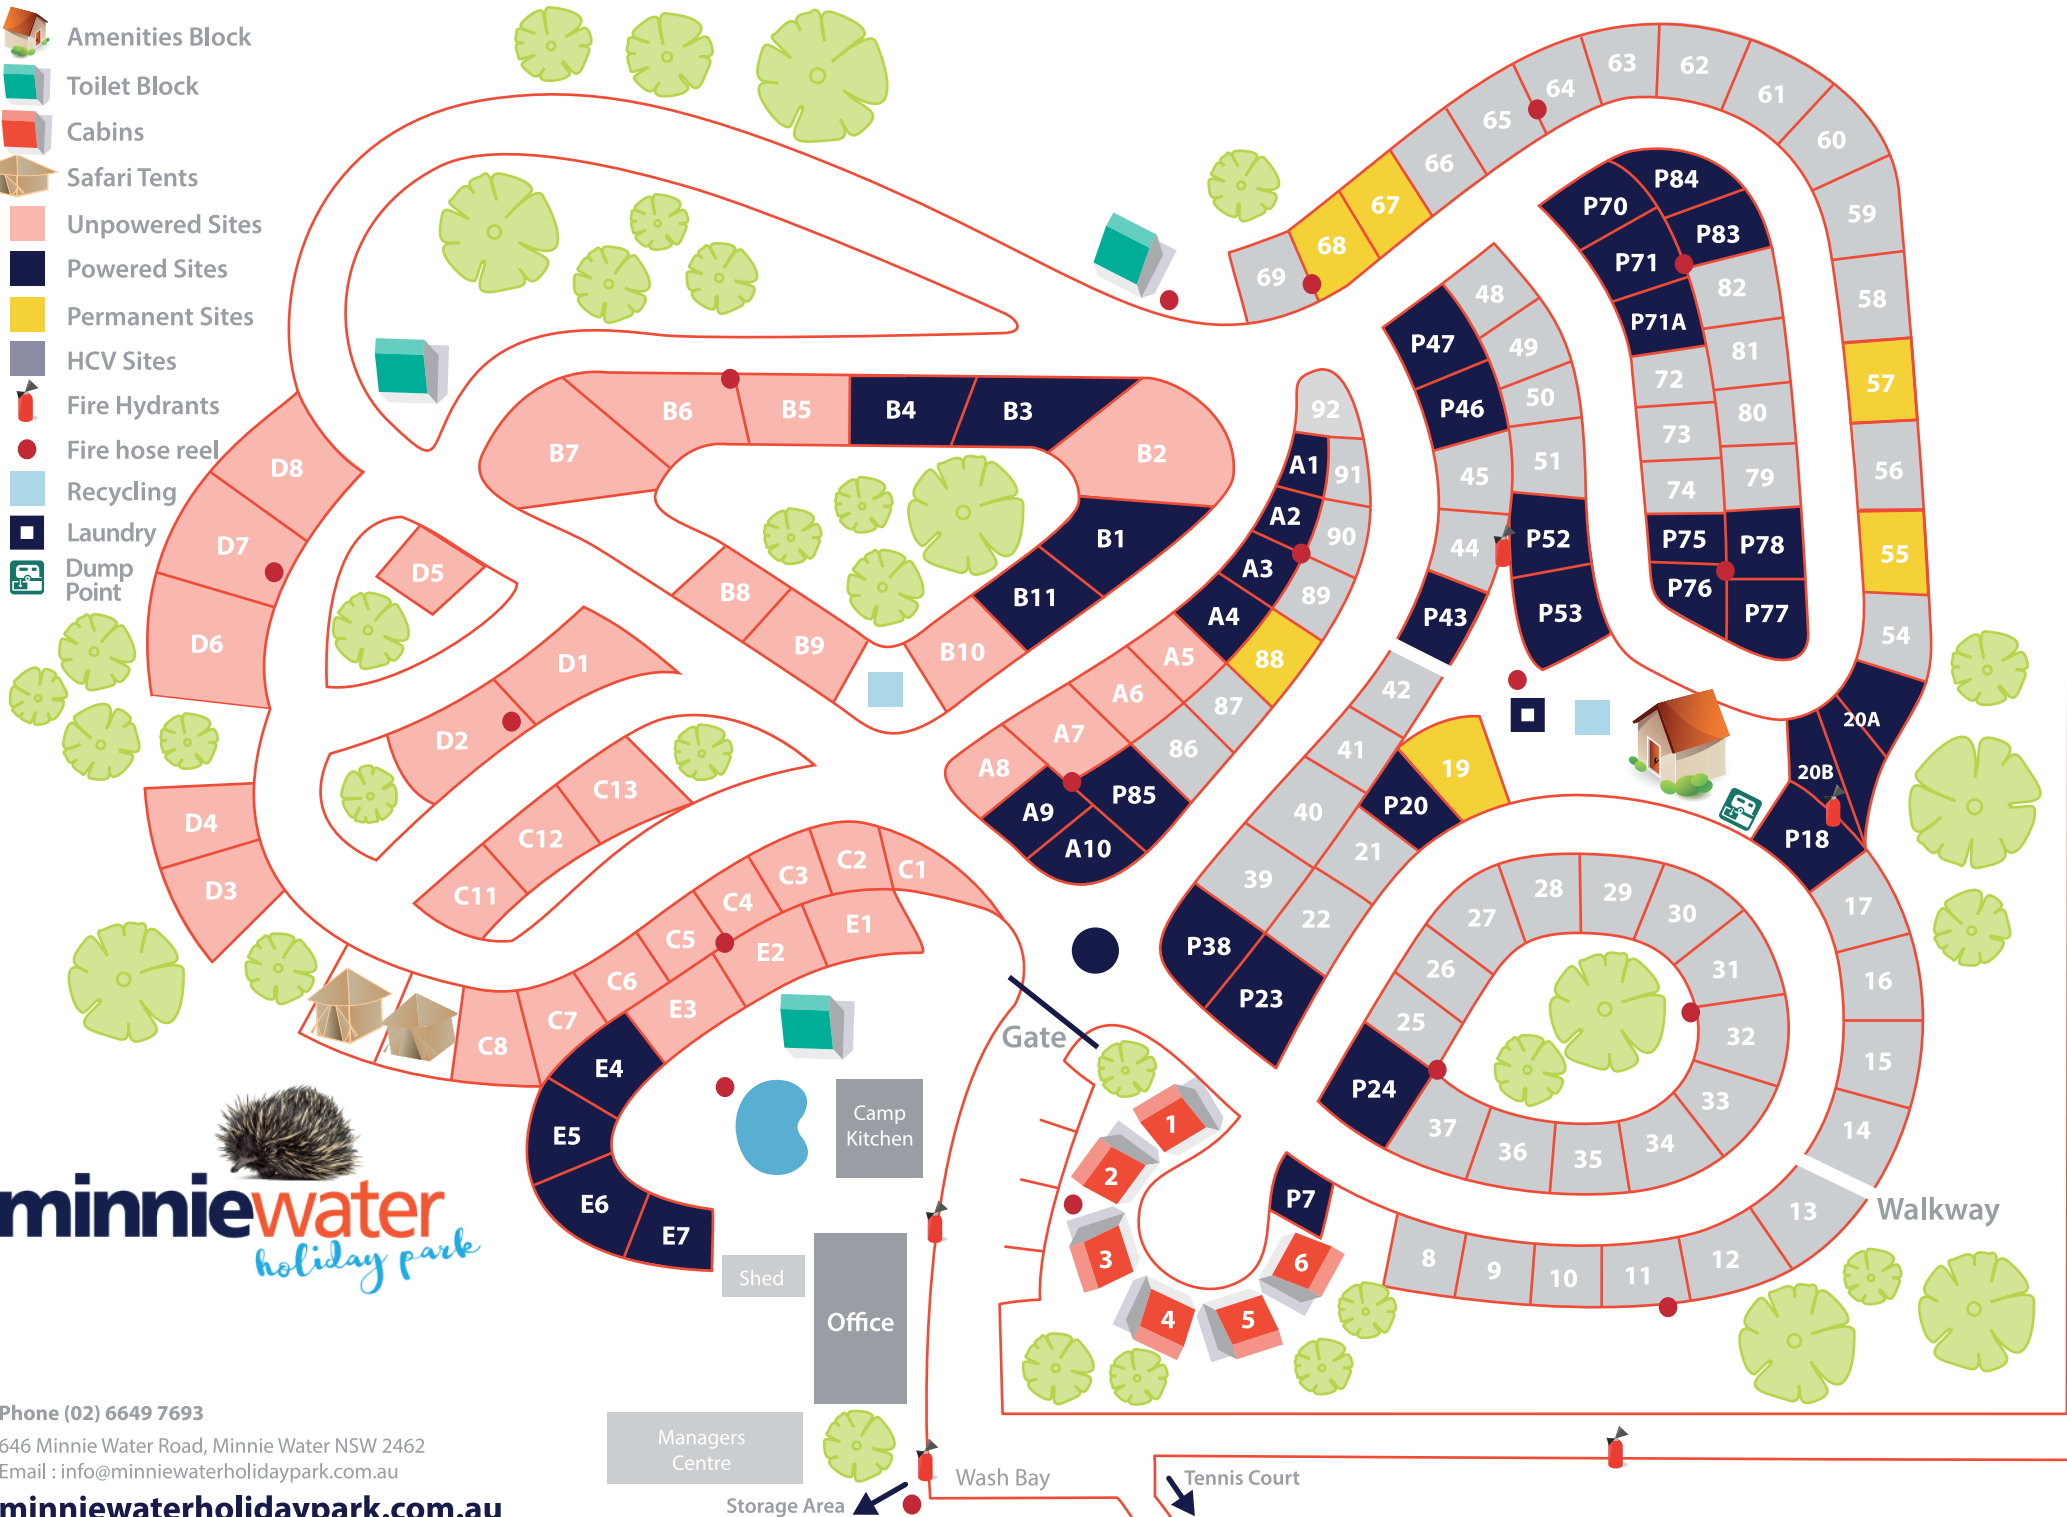 Amenities Block
Toilet Block
Cabins
Safari Tents
Unpowered Sites
Powered Sites
Permanent Sites
HCV Sites
Fire Hydrants
Fire hose reel
Recycling
Laundry
Dump
Point
63
62
64
61
65
60
66
59
67
68
69
58
57
56
55
54
P84
P70
P83
P71
82
P71A
81
72
80
73
79
74
P75
P78
P76
P77
48
P47
49
50
P46
51
45
44
P52
P43
P53
92
A1
91
A2
90
A3
89
A4
88
A5
87
A6
86
A7
A8
P85
A9
A10
B6
B5
B4
B3
B7
B2
B1
B11
B8
B9
B10
D8
D7
D5
D6
D1
D2
D4
D3
C13
C12
C11
C3
C2
C1
C4
C5
C6
C7
C8
E1
E2
E3
E4
E5
E6
E7
42
41
19
40
P20
21
39
22
P38
P23
20A
20B
P18
17
16
15
14
13
12
11
10
9
8
28
29
27
30
26
31
25
32
P24
33
37
34
36
35
Gate
Walkway
1
2
3
4
5
6
P7
Camp
Kitchen
Shed
Office
Managers
Centre
Wash Bay
Storage Area
Tennis Court
minniewater
holiday park
Phone (02) 6649 7693
646 Minnie Water Road, Minnie Water NSW 2462
Email : info@minniewaterholidaypark.com.au
minniewaterholidaypark.com.au